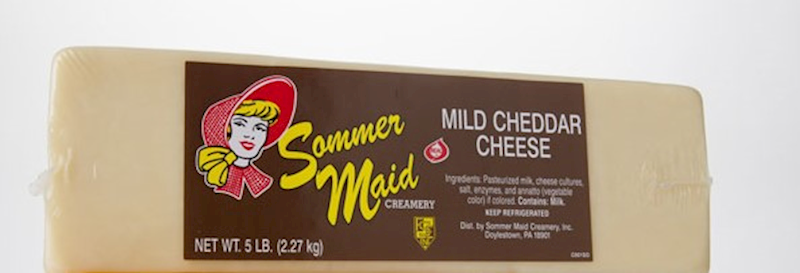 Sommer
Maid
CREAMERY
NET WT. 5 LB. (2.27 kg)
MILD CHEDDAR
CHEESE
Ingredients: Pasteurized milk, cheese cultures,
salt, enzymes, and annatto (vegetable
color) if colored. Contains: Milk.
KEEP REFRIGERATED
Dist. by Sommer Maid Creamery, Inc.
Doylestown, PA 18901